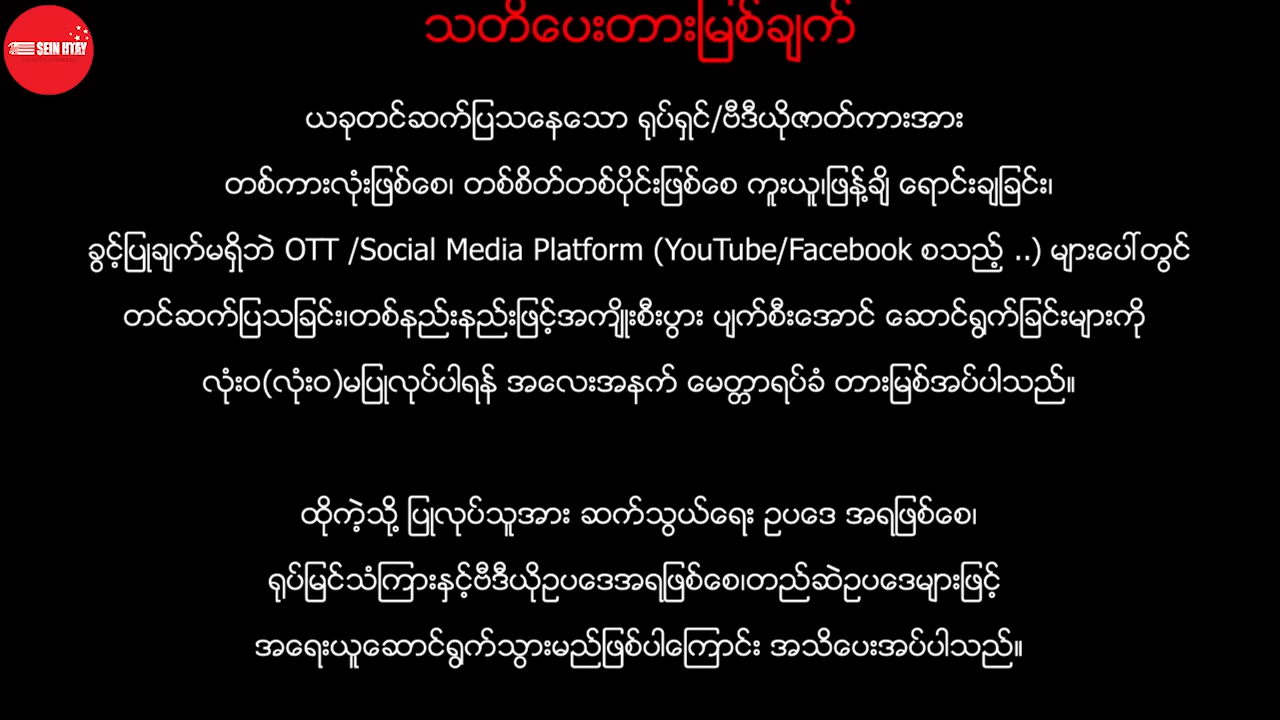 SEIN HTAY
သတိပေးတားမြစ်ချက်
ယခုတင်ဆက်ပြသနေသော ရုပ်ရှင်/ဗီဒီယိုဇာတ်ကားအား
တစ်ကားလုံးဖြစ်စေ၊ တစ်စိတ်တစ်ပိုင်းဖြစ်စေ ကူးယူ၊ဖြန့်ချိ ရောင်းချခြင်း၊
ခွင့်ပြုချက်မရှိဘဲ OTT /Social Media Platform (YouTube/Facebook စသည့် ..) များပေါ်တွင်
တင်ဆက်ပြသခြင်း၊တစ်နည်းနည်းဖြင့်အကျိုးစီးပွား ပျက်စီးအောင် ဆောင်ရွက်ခြင်းများကို
လုံးဝ(လုံးဝ)မပြုလုပ်ပါရန် အလေးအနက် မေတ္တာရပ်ခံ တားမြစ်အပ်ပါသည်။
ထိုကဲ့သို့ ပြုလုပ်သူအား ဆက်သွယ်ရေး ဥပဒေ အရဖြစ်စေ၊
ရုပ်မြင်သံကြားနှင့်ဗီဒီယိုဥပဒေအရဖြစ်စေ၊တည်ဆဲဥပဒေများဖြင့်
အရေးယူဆောင်ရွက်သွားမည်ဖြစ်ပါကြောင်း အသိပေးအပ်ပါသည်။